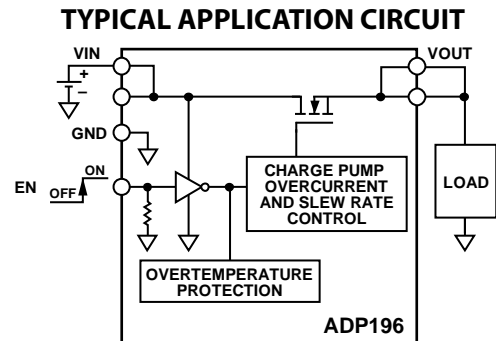 TYPICAL APPLICATION CIRCUIT
VIN
VOUT
+
–
GND
EN
OFF
ON
CHARGE PUMP
OVERCURRENT
AND SLEW RATE
CONTROL
LOAD
OVERTEMPERATURE
PROTECTION
ADP196